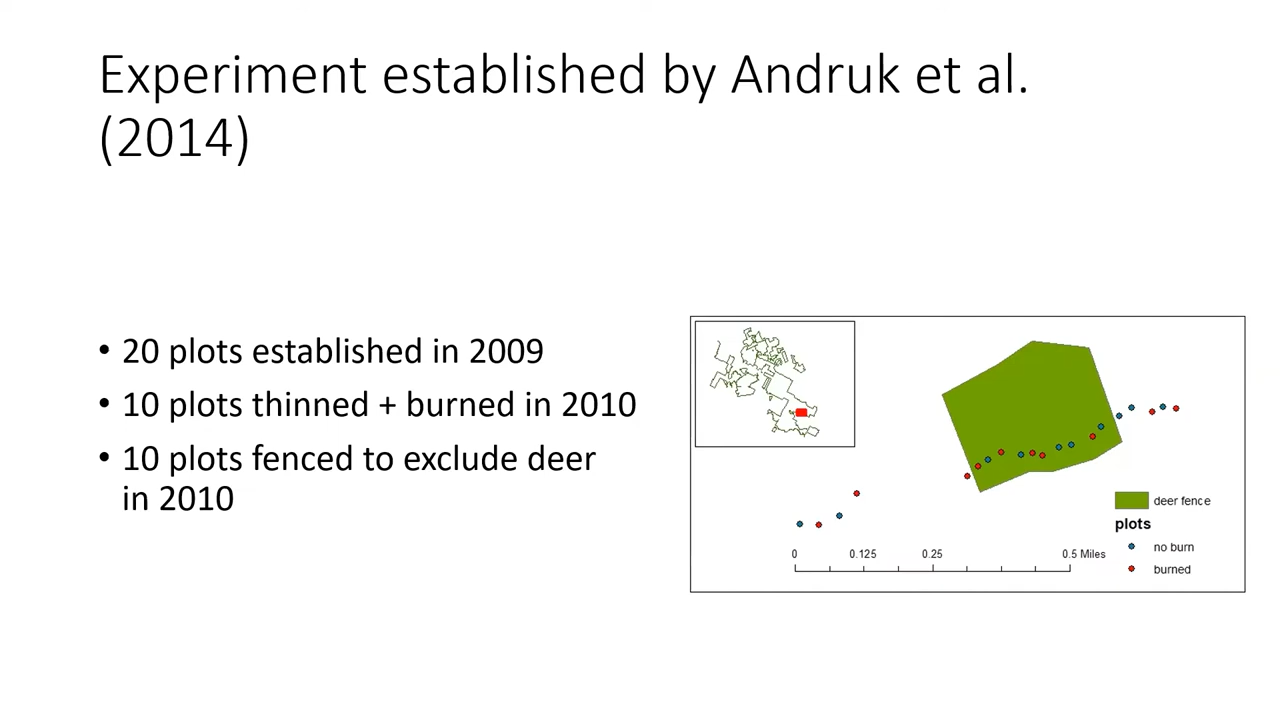 Experiment established by Andruk et al.
(2014)
• 20 plots established in 2009
• 10 plots thinned + burned in 2010
• 10 plots fenced to exclude deer
in 2010
deer fence
plots
no burn
burned
0 0.125 0.25 0.5 Miles